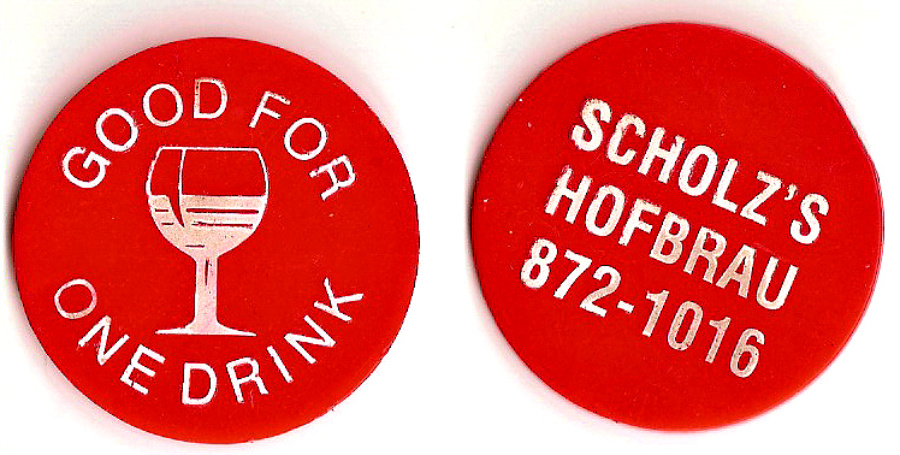 GOOD FOR
ONE DRINK
SCHOLZ'S
HOFBRAU
872-1016